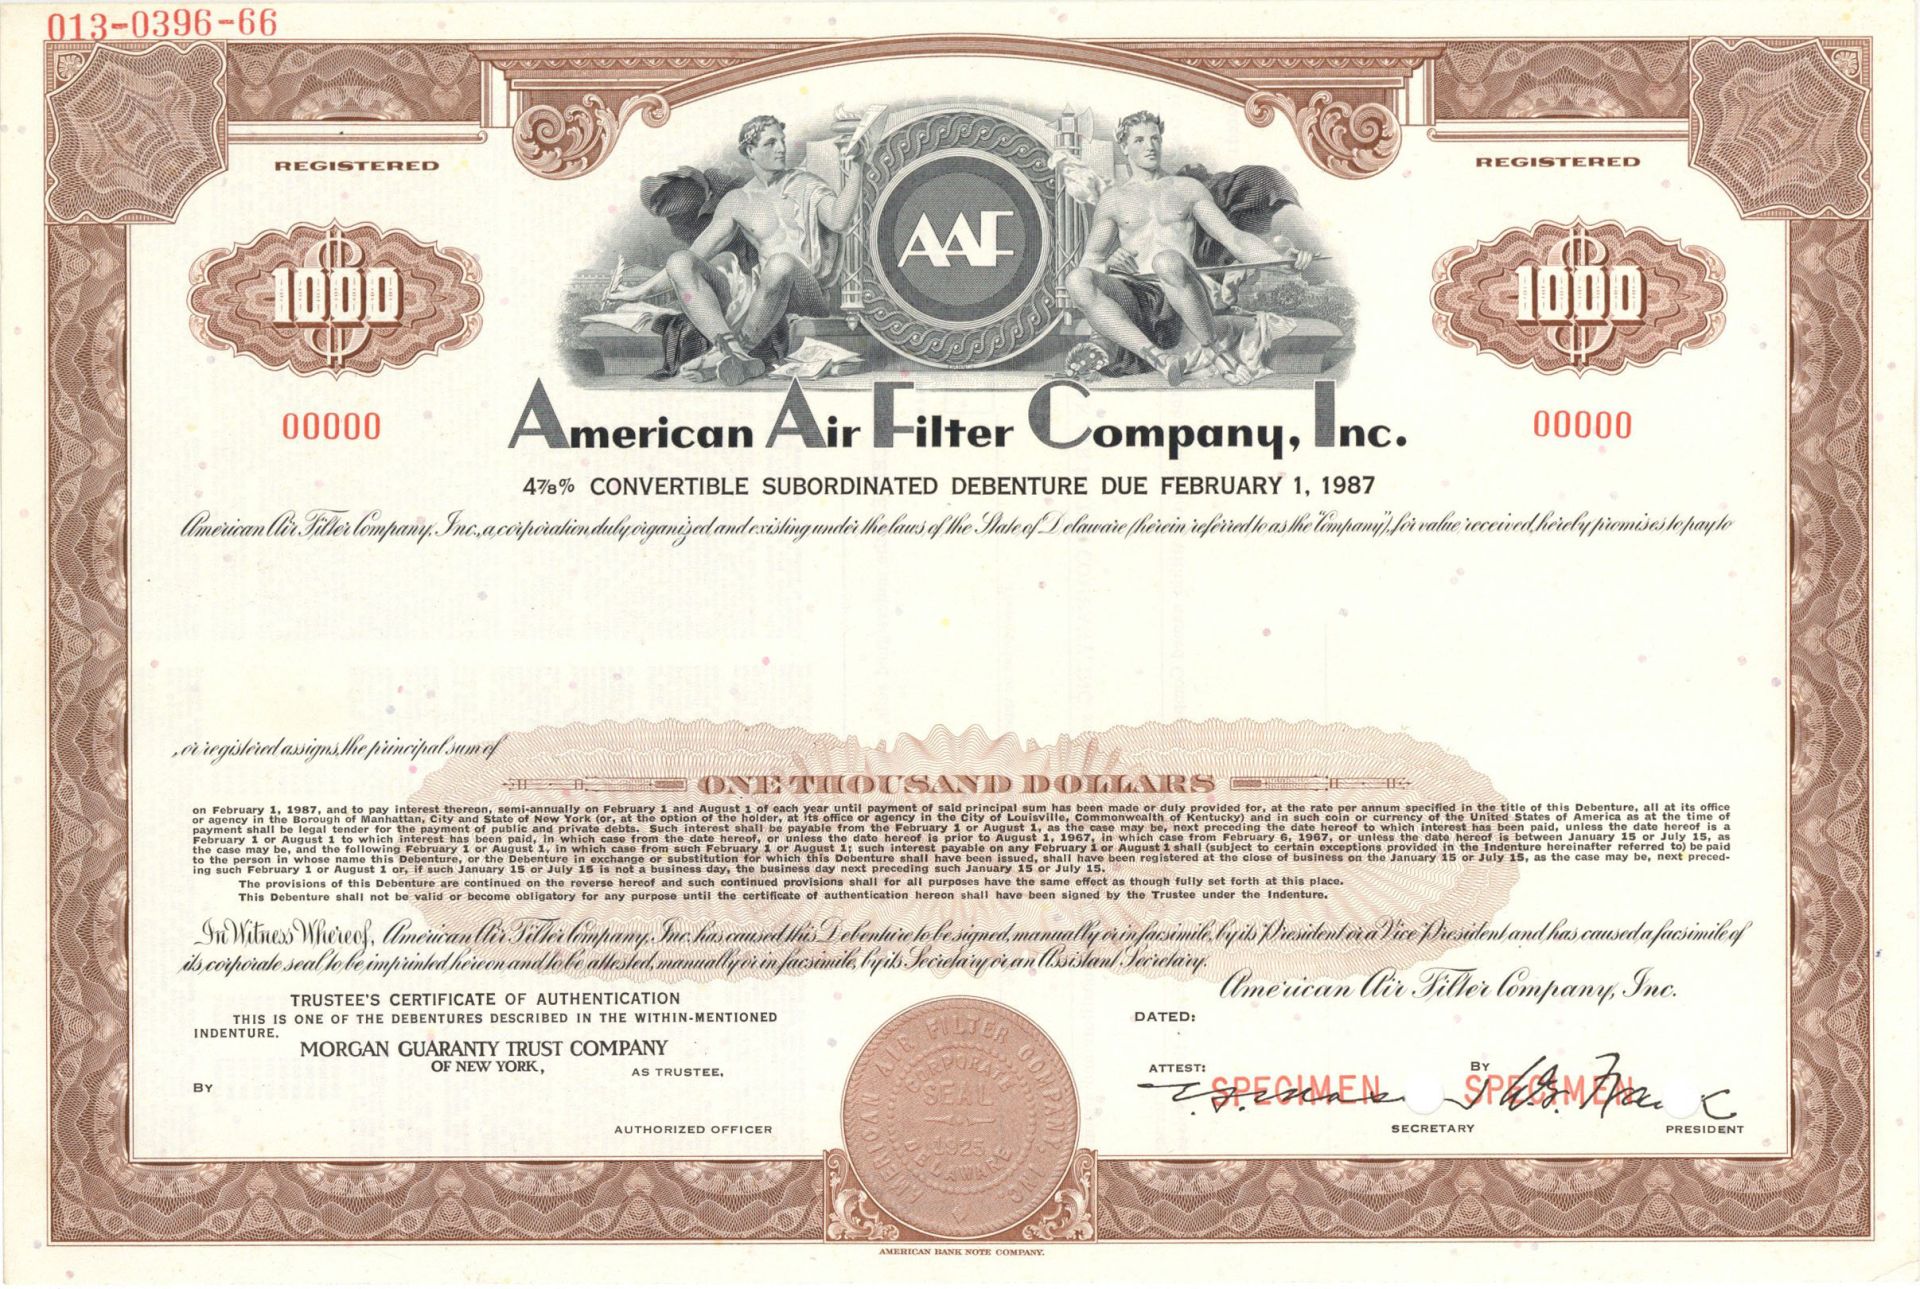 013-0396-66
REGISTERED
REGISTERED
AAF
$1000
$1000
00000
00000
American Air Filter Company, Inc.
4⅞% CONVERTIBLE SUBORDINATED DEBENTURE DUE FEBRUARY 1, 1987
American Air Filter Company, Inc., a corporation duly organized and existing under the laws of the State of Delaware (herein referred to as the "Company"), for value received, hereby promises to pay to
, or registered assigns, the principal sum of
ONE THOUSAND DOLLARS
on February 1, 1987, and to pay interest thereon, semi-annually on February 1 and August 1 of each year until payment of said principal sum has been made or duly provided for, at the rate per annum specified in the title of this Debenture, all at its office
or agency in the Borough of Manhattan, City and State of New York (or, at the option of the holder, at its office or agency in the City of Louisville, Commonwealth of Kentucky) and in such coin or currency of the United States of America as at the time of
payment shall be legal tender for the payment of public and private debts. Such interest shall be payable from the February 1 or August 1, as the case may be, next preceding the date hereof to which interest has been paid, unless the date hereof is a
February 1 or August 1 to which interest has been paid, in which case from the date hereof, or unless the date hereof is prior to August 1, 1967, in which case from February 6, 1967, or unless the date hereof is between January 15 or July 15, as
the case may be, and the following February 1 or August 1, in which case from such February 1 or August 1; such interest payable on any February 1 or August 1 shall (subject to certain exceptions provided in the Indenture hereinafter referred to) be paid
to the person in whose name this Debenture, or the Debenture in exchange or substitution for which this Debenture shall have been issued, shall have been registered at the close of business on the January 15 or July 15, as the case may be, next preced-
ing such February 1 or August 1 or, if such January 15 or July 15 is not a business day, the business day next preceding such January 15 or July 15.
The provisions of this Debenture are continued on the reverse hereof and such continued provisions shall for all purposes have the same effect as though fully set forth at this place.
This Debenture shall not be valid or become obligatory for any purpose until the certificate of authentication hereon shall have been signed by the Trustee under the Indenture.
In Witness Whereof, American Air Filter Company, Inc. has caused this Debenture to be signed, manually or in facsimile, by its President or a Vice President and has caused a facsimile of
its corporate seal to be imprinted hereon and to be attested, manually or in facsimile, by its Secretary or an Assistant Secretary.
American Air Filter Company, Inc.
TRUSTEE'S CERTIFICATE OF AUTHENTICATION
THIS IS ONE OF THE DEBENTURES DESCRIBED IN THE WITHIN-MENTIONED
INDENTURE.
MORGAN GUARANTY TRUST COMPANY
OF NEW YORK,
AS TRUSTEE,
BY
AUTHORIZED OFFICER
AMERICAN AIR FILTER COMPANY, INC.
CORPORATE
SEAL
1925
DELAWARE
DATED:
ATTEST:
SPECIMEN
SECRETARY
BY
SPECIMEN
PRESIDENT
AMERICAN BANK NOTE COMPANY.